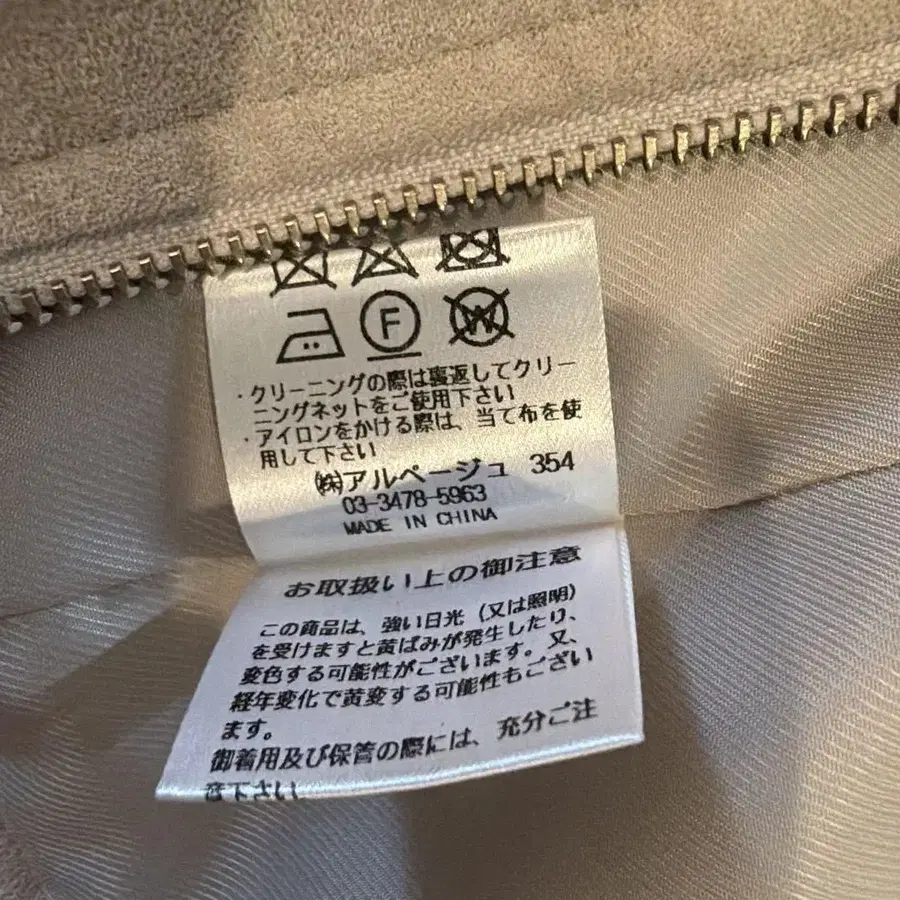 F
W
・クリーニングの際は裏返してクリー
ニングネットをご使用下さい
・アイロンをかける際は、当て布を使
用して下さい
㈱アルページュ 354
03-3478-5963
MADE IN CHINA
お取扱い上の御注意
この商品は、強い日光（又は照明）
を受けますと黄ばみが発生したり、
変色する可能性がございます。又、
経年変化で黄変する可能性もござい
ます。
御着用及び保管の際には、充分ご注
意下さい